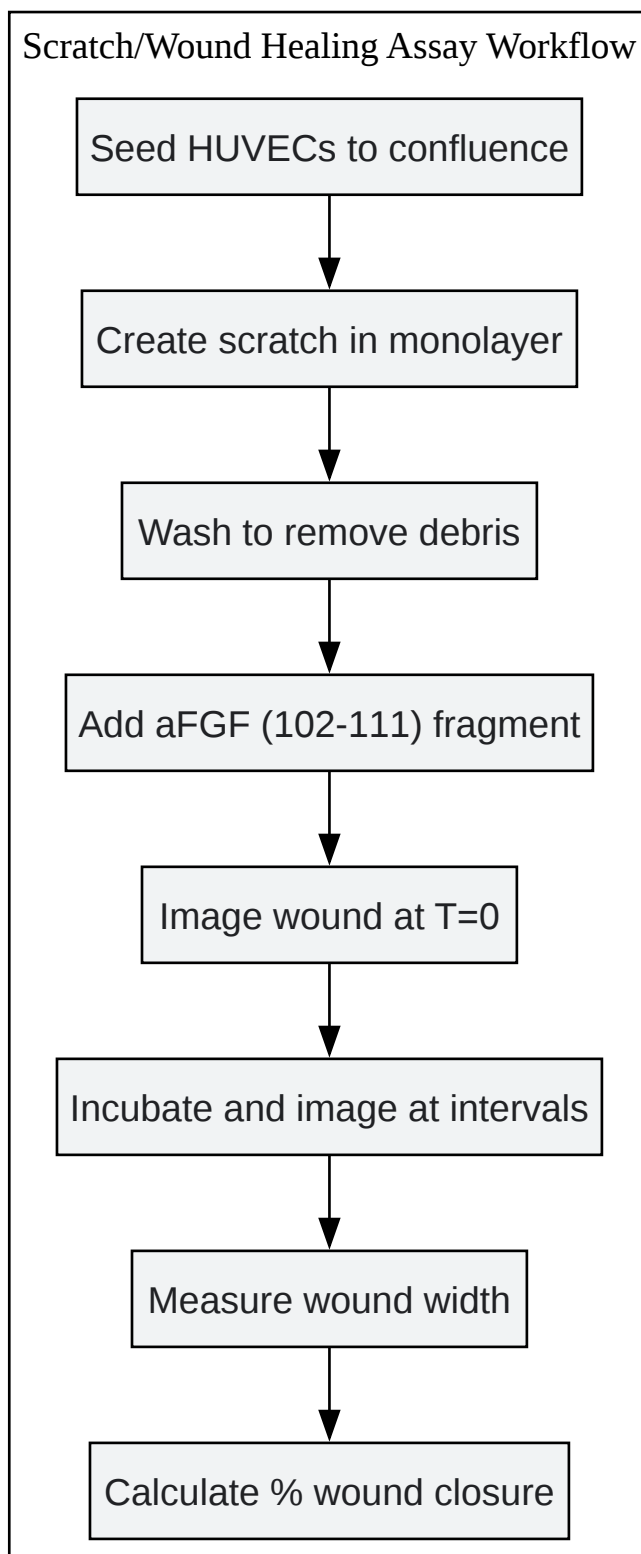 Scratch/Wound Healing Assay Workflow
Seed HUVECs to confluence
Create scratch in monolayer
Wash to remove debris
Add aFGF (102-111) fragment
Image wound at T=0
Incubate and image at intervals
Measure wound width
Calculate % wound closure